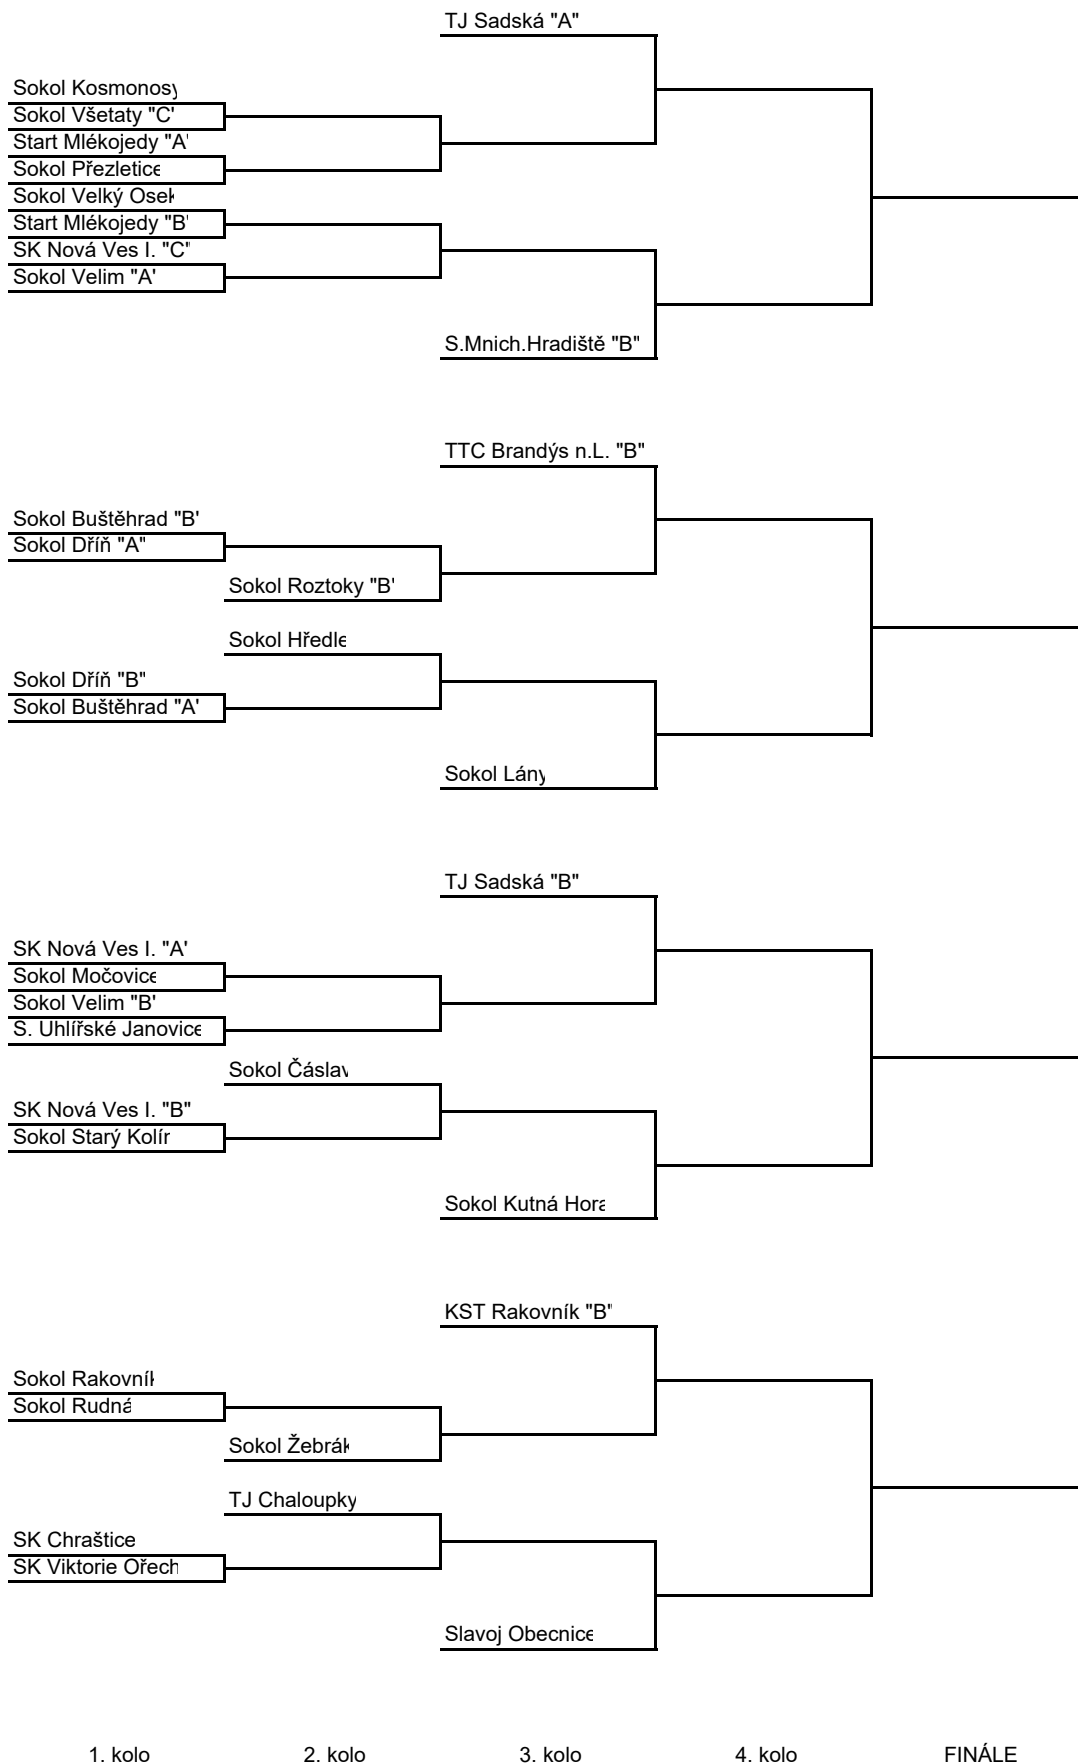 TJ Sadská "A"
Sokol Kosmonosy
Sokol Všetaty "C"
Start Mlékojedy "A"
Sokol Přezletice
Sokol Velký Osek
Start Mlékojedy "B"
SK Nová Ves I. "C"
Sokol Velim "A"
S.Mnich.Hradiště "B"
TTC Brandýs n.L. "B"
Sokol Buštěhrad "B"
Sokol Dříň "A"
Sokol Roztoky "B"
Sokol Hředle
Sokol Dříň "B"
Sokol Buštěhrad "A"
Sokol Lány
TJ Sadská "B"
SK Nová Ves I. "A"
Sokol Močovice
Sokol Velim "B"
S. Uhlířské Janovice
Sokol Čáslav
SK Nová Ves I. "B"
Sokol Starý Kolín
Sokol Kutná Hora
KST Rakovník "B"
Sokol Rakovník
Sokol Rudná
Sokol Žebrák
TJ Chaloupky
SK Chraštice
SK Viktorie Ořech
Slavoj Obecnice
1. kolo 2. kolo 3. kolo 4. kolo FINÁLE